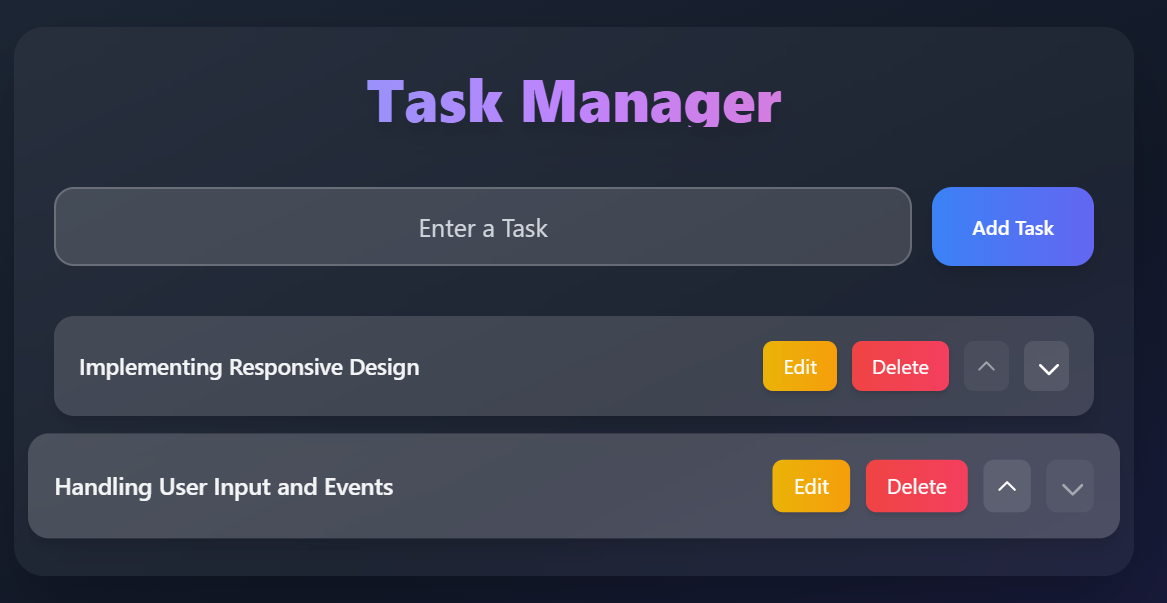 Task Manager
Enter a Task
Add Task
Implementing Responsive Design
Edit
Delete
Handling User Input and Events
Edit
Delete